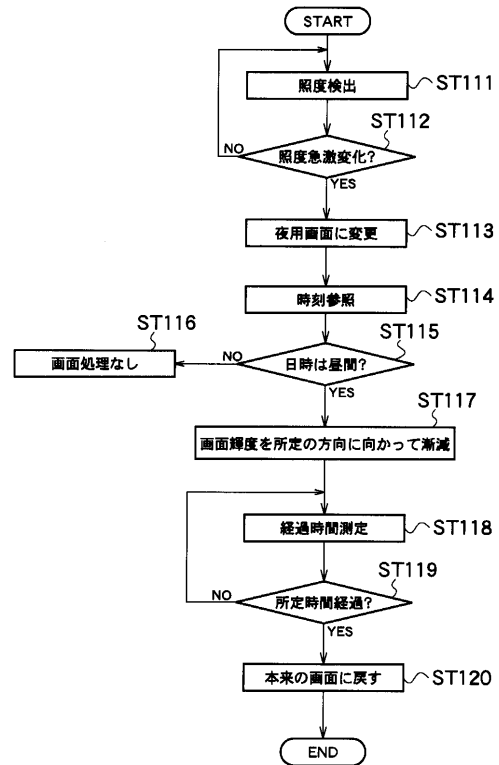 START
照度検出
ST111
ST112
照度急激変化?
NO
YES
夜用画面に変更
ST113
時刻参照
ST114
ST116
ST115
画面処理なし
NO
日時は昼間?
YES
ST117
画面輝度を所定の方向に向かって漸減
経過時間測定
ST118
ST119
所定時間経過?
NO
YES
本来の画面に戻す
ST120
END